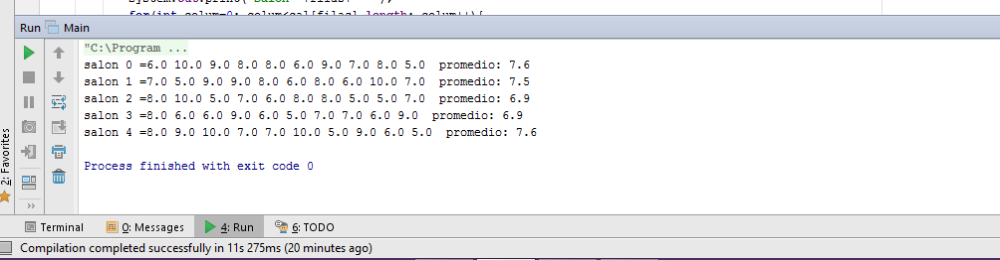 System.out.print("Salon "+filas+" ");
for(int colum=0; colum<sal[filas].length; colum++){
Run Main
"C:\Program ...
salon 0 =6.0 10.0 9.0 8.0 8.0 6.0 9.0 7.0 8.0 5.0  promedio: 7.6
salon 1 =7.0 5.0 9.0 9.0 8.0 6.0 8.0 6.0 10.0 7.0  promedio: 7.5
salon 2 =8.0 10.0 5.0 7.0 6.0 8.0 8.0 5.0 5.0 7.0  promedio: 6.9
salon 3 =8.0 6.0 6.0 9.0 6.0 5.0 7.0 7.0 6.0 9.0  promedio: 6.9
salon 4 =8.0 9.0 10.0 7.0 7.0 10.0 5.0 9.0 6.0 5.0  promedio: 7.6
Process finished with exit code 0
2: Favorites
Terminal 0: Messages 4: Run 6: TODO
Compilation completed successfully in 11s 275ms (20 minutes ago)